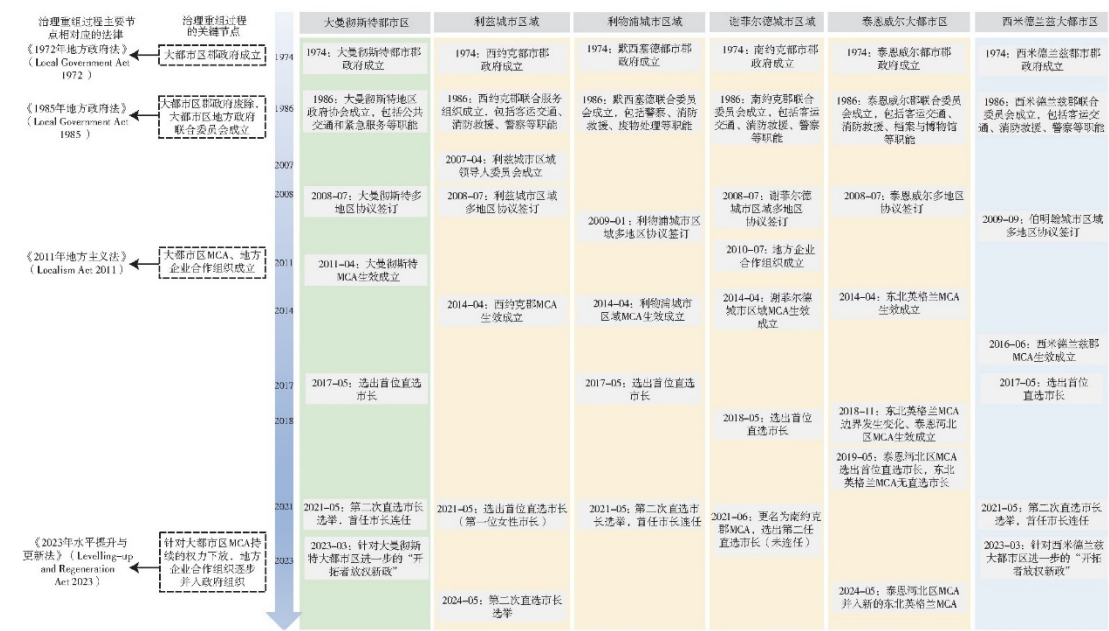 治理重组过程主要节
点相对应的法律
治理重组过程
的关键节点
大曼彻斯特都市区
利兹城市区域
利物浦城市区域
谢菲尔德城市区域
泰恩威尔大都市区
西米德兰兹大都市区
《1972年地方政府法》
(Local Government Act
1972)
大都市区郡政府成立
1974
1974:大曼彻斯特都市郡
政府成立
1974:西约克都市郡
政府成立
1974:默西塞德都市郡
政府成立
1974:南约克都市郡
政府成立
1974:泰恩威尔都市郡
政府成立
1974:西米德兰兹都市郡
政府成立
《1985年地方政府法》
(Local Government Act
1985)
大都市区郡政府废除,
大都市区地方政府
联合委员会成立
1986
1986:大曼彻斯特地区
政府协会成立,包括公共
交通和紧急服务等职能
1986:西约克郡联合服务
组织成立,包括客运交通、
消防救援、警察等职能
1986:默西塞德联合委员
会成立,包括警察、消防
救援、废物处理等职能
1986:南约克郡联合
委员会成立,包括客运
交通、消防救援、警察
等职能
1986:泰恩威尔郡联合委员
会成立,包括客运交通、
消防救援、档案与博物馆
等职能
1986:西米德兰兹郡联合
委员会成立,包括客运交
通、消防救援、警察等职能
2007
2007-04:利兹城市区域
领导人委员会成立
2008
2008-07:大曼彻斯特多
地区协议签订
2008-07:利兹城市区域
多地区协议签订
2009-01:利物浦城市区
域多地区协议签订
2008-07:谢菲尔德
城市区域多地区
协议签订
2008-07:泰恩威尔多地区
协议签订
2009-09:伯明翰城市区域
多地区协议签订
2010-07:地方企业
合作组织成立
《2011年地方主义法》
(Localism Act 2011)
大都市区MCA、地方
企业合作组织成立
2011
2011-04:大曼彻斯特
MCA生效成立
2014
2014-04:西约克郡MCA
生效成立
2014-04:利物浦城市
区域MCA生效成立
2014-04:谢菲尔德
城市区域MCA生效
成立
2014-04:东北英格兰MCA
生效成立
2016-06:西米德兰兹郡
MCA生效成立
2017
2017-05:选出首位直选
市长
2017-05:选出首位直选
市长
2017-05:选出首位
直选市长
2018
2018-05:选出首位
直选市长
2018-11:东北英格兰MCA
边界发生变化、泰恩河北
区MCA生效成立
2019-05:泰恩河北区MCA
选出首位直选市长,东北
英格兰MCA无直选市长
2021
2021-05:第二次直选市长
选举,首任市长连任
2021-05:选出首位直选市长
(第一位女性市长)
2021-05:第二次直选市
长选举,首任市长连任
2021-06:更名为南约克
郡MCA,选出第二任
直选市长(未连任)
2021-05:第二次直选市长
选举,首任市长连任
《2023年水平提升与
更新法》(Levelling-up
and Regeneration
Act 2023)
针对大都市区MCA持
续的权力下放、地方
企业合作组织逐步
并入政府组织
2023
2023-03:针对大曼彻斯
特大都市区进一步的“开
拓者放权新政”
2023-03:针对西米德兰兹
大都市区进一步的“开拓
者放权新政”
2024-05:第二次直选市长
选举
2024-05:泰恩河北区MCA
并入新的东北英格兰MCA